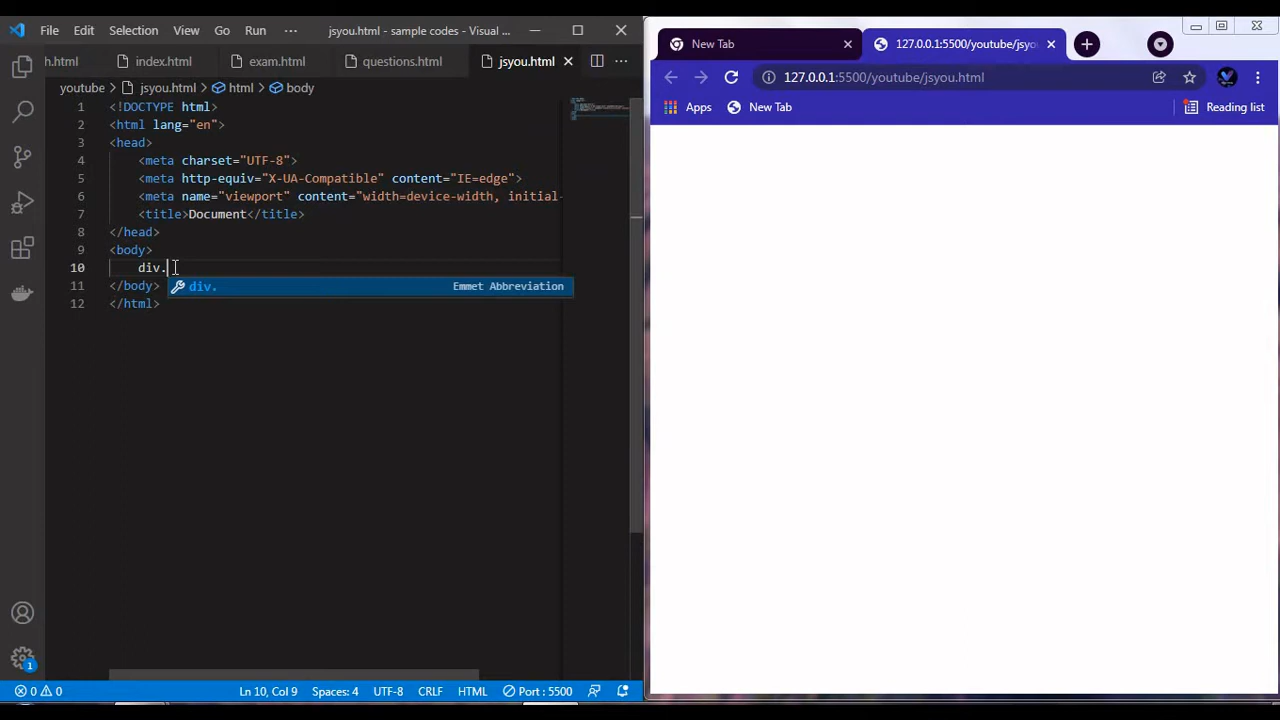 File Edit Selection View Go Run ··· jsyou.html - sample codes - Visual ...
h.html index.html exam.html questions.html jsyou.html
youtube > jsyou.html > html > body
1 <!DOCTYPE html>
2 <html lang="en">
3 <head>
4 <meta charset="UTF-8">
5 <meta http-equiv="X-UA-Compatible" content="IE=edge">
6 <meta name="viewport" content="width=device-width, initial-
7 <title>Document</title>
8 </head>
9 <body>
10 div.
div. Emmet Abbreviation
11 </body>
12 </html>
1
0 0 Ln 10, Col 9 Spaces: 4 UTF-8 CRLF HTML Port : 5500
New Tab 127.0.0.1:5500/youtube/jsyou
127.0.0.1:5500/youtube/jsyou.html
Apps New Tab Reading list